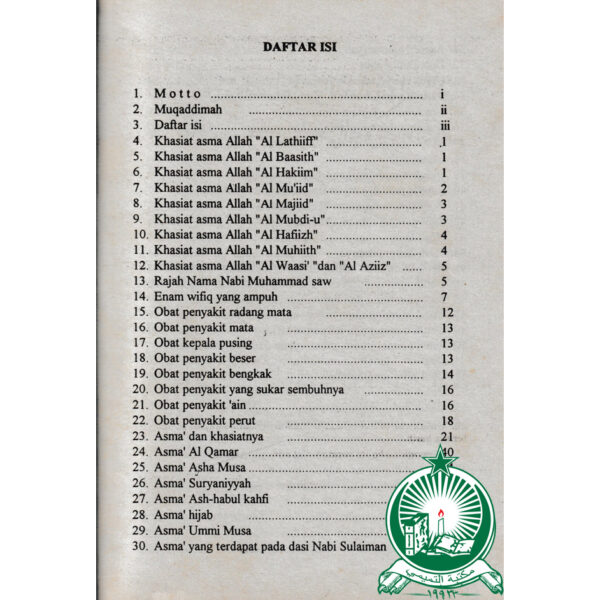 DAFTAR ISI
1. M o t t o ........ i
2. Muqaddimah ........ ii
3. Daftar isi ........ iii
4. Khasiat asma Allah "Al Lathiiff" ........ 1
5. Khasiat asma Allah "Al Baasith" ........ 1
6. Khasiat asma Allah "Al Hakiim" ........ 1
7. Khasiat asma Allah "Al Mu'iid" ........ 2
8. Khasiat asma Allah "Al Majiid" ........ 3
9. Khasiat asma Allah "Al Mubdi-u" ........ 3
10. Khasiat asma Allah "Al Hafiizh" ........ 4
11. Khasiat asma Allah "Al Muhiith" ........ 4
12. Khasiat asma Allah "Al Waasi' "dan "Al Aziiz" ...... 5
13. Rajah Nama Nabi Muhammad saw ........ 5
14. Enam wifiq yang ampuh ........ 7
15. Obat penyakit radang mata ........ 12
16. Obat penyakit mata ........ 13
17. Obat kepala pusing ........ 13
18. Obat penyakit beser ........ 13
19. Obat penyakit bengkak ........ 14
20. Obat penyakit yang sukar sembuhnya ........ 16
21. Obat penyakit 'ain ........ 16
22. Obat penyakit perut ........ 18
23. Asma' dan khasiatnya ........ 21
24. Asma' Al Qamar ........ 40
25. Asma' Asha Musa ........
26. Asma' Suryaniyyah ........
27. Asma' Ash-habul kahfi ........
28. Asma' hijab ........
29. Asma' Ummi Musa ........
30. Asma' yang terdapat pada dasi Nabi Sulaiman
مكتبة التسيمي